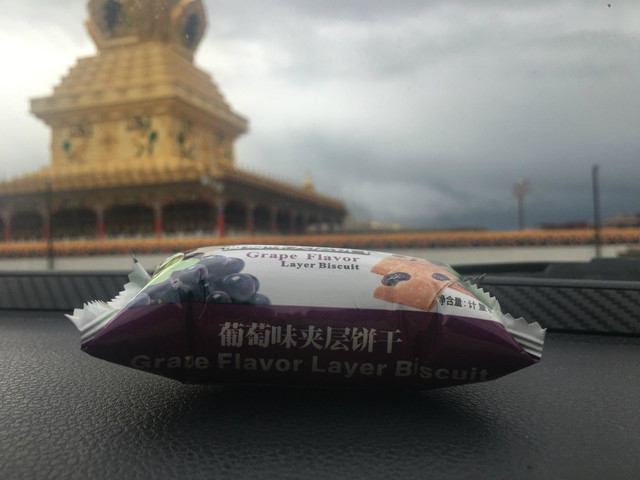 Grape Flavor
Layer Biscuit
净含量: 计量
葡萄味夹层饼干
Grape Flavor Layer Biscuit